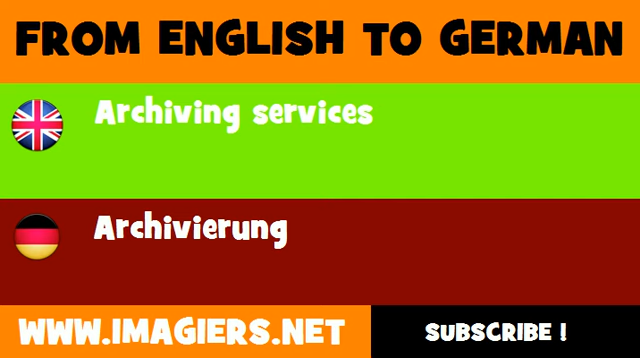 FROM ENGLISH TO GERMAN
Archiving services
Archivierung
WWW.IMAGIERS.NET
SUBSCRIBE !